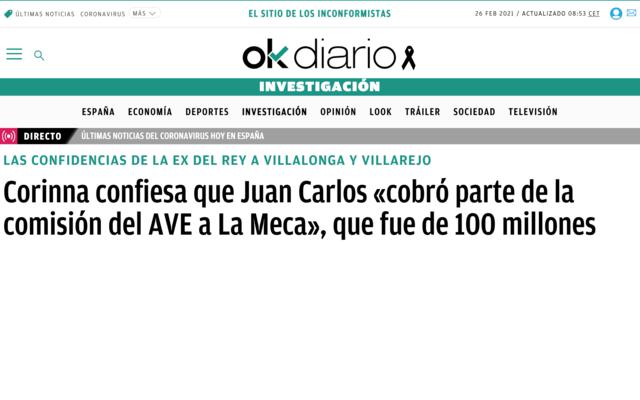 ÚLTIMAS NOTICIAS CORONAVIRUS MÁS EL SITIO DE LOS INCONFORMISTAS 26 FEB 2021 / ACTUALIZADO 08:53 CET
okdiario
INVESTIGACIÓN
ESPAÑA ECONOMÍA DEPORTES INVESTIGACIÓN OPINIÓN LOOK TRÁILER SOCIEDAD TELEVISIÓN
DIRECTO ÚLTIMAS NOTICIAS DEL CORONAVIRUS HOY EN ESPAÑA
LAS CONFIDENCIAS DE LA EX DEL REY A VILLALONGA Y VILLAREJO
Corinna confiesa que Juan Carlos «cobró parte de la
comisión del AVE a La Meca», que fue de 100 millones